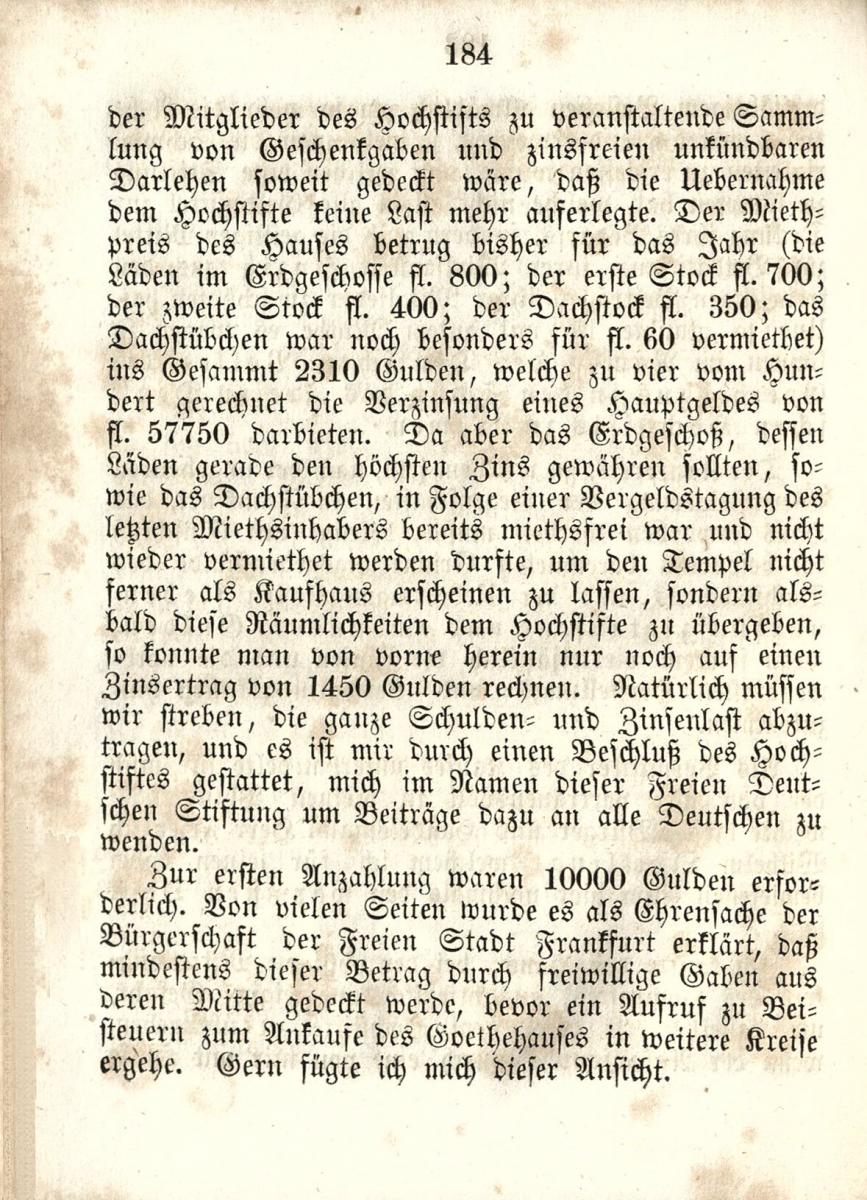 184
der Mitglieder des Hochstifts zu veranstaltende Samm-
lung von Geschenkgaben und zinsfreien unkündbaren
Darlehen soweit gedeckt wäre, daß die Uebernahme
dem Hochstifte keine Last mehr auferlegte. Der Mieth-
preis des Hauses betrug bisher für das Jahr (die
Läden im Erdgeschosse fl. 800; der erste Stock fl. 700;
der zweite Stock fl. 400; der Dachstock fl. 350; das
Dachstübchen war noch besonders für fl. 60 vermiethet)
ins Gesammt 2310 Gulden, welche zu vier vom Hun-
dert gerechnet die Verzinsung eines Hauptgeldes von
fl. 57750 darbieten. Da aber das Erdgeschoß, dessen
Läden gerade den höchsten Zins gewähren sollten, so-
wie das Dachstübchen, in Folge einer Vergeldstagung des
letzten Miethsinhabers bereits miethsfrei war und nicht
wieder vermiethet werden durfte, um den Tempel nicht
ferner als Kaufhaus erscheinen zu lassen, sondern als-
bald diese Räumlichkeiten dem Hochstifte zu übergeben,
so konnte man von vorne herein nur noch auf einen
Zinsertrag von 1450 Gulden rechnen. Natürlich müssen
wir streben, die ganze Schulden- und Zinsenlast abzu-
tragen, und es ist mir durch einen Beschluß des Hoch-
stiftes gestattet, mich im Namen dieser Freien Deut-
schen Stiftung um Beiträge dazu an alle Deutschen zu
wenden.
Zur ersten Anzahlung waren 10000 Gulden erfor-
derlich. Von vielen Seiten wurde es als Ehrensache der
Bürgerschaft der Freien Stadt Frankfurt erklärt, daß
mindestens dieser Betrag durch freiwillige Gaben aus
deren Mitte gedeckt werde, bevor ein Aufruf zu Bei-
steuern zum Ankaufe des Goethehauses in weitere Kreise
ergehe. Gern fügte ich mich dieser Ansicht.